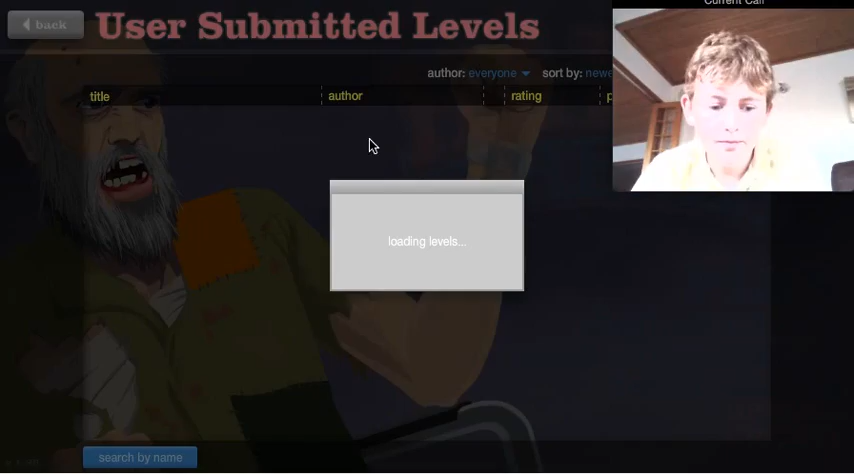 Current Call
back
User Submitted Levels
author: everyone sort by: newe
title author rating p
loading levels...
search by name